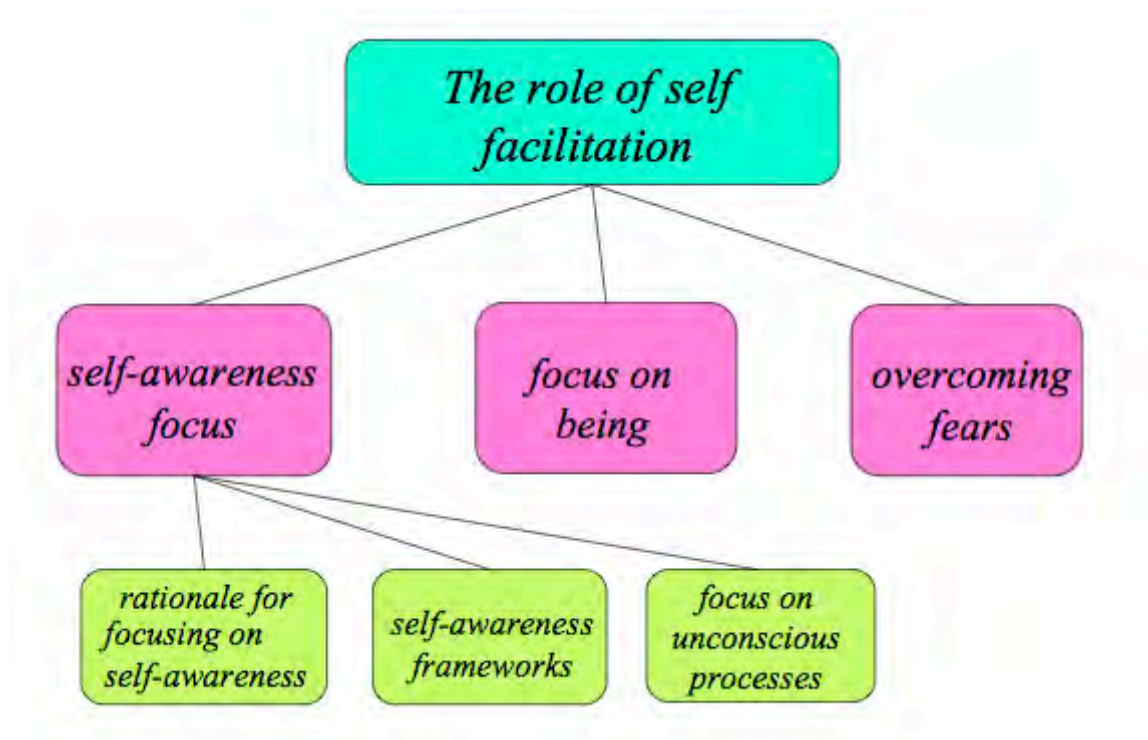 The role of self
facilitation
self-awareness
focus
focus on
being
overcoming
fears
rationale for
focusing on
self-awareness
self-awareness
frameworks
focus on
unconscious
processes